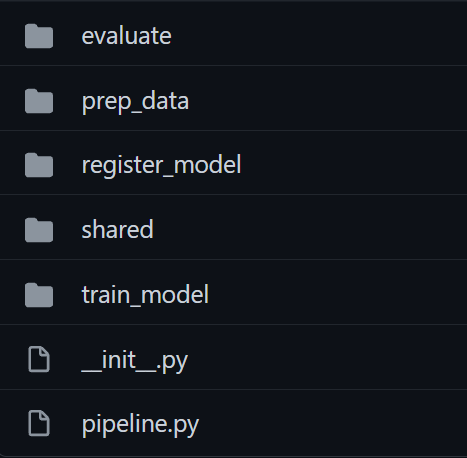 evaluate
prep_data
register_model
shared
train_model
__init__.py
pipeline.py